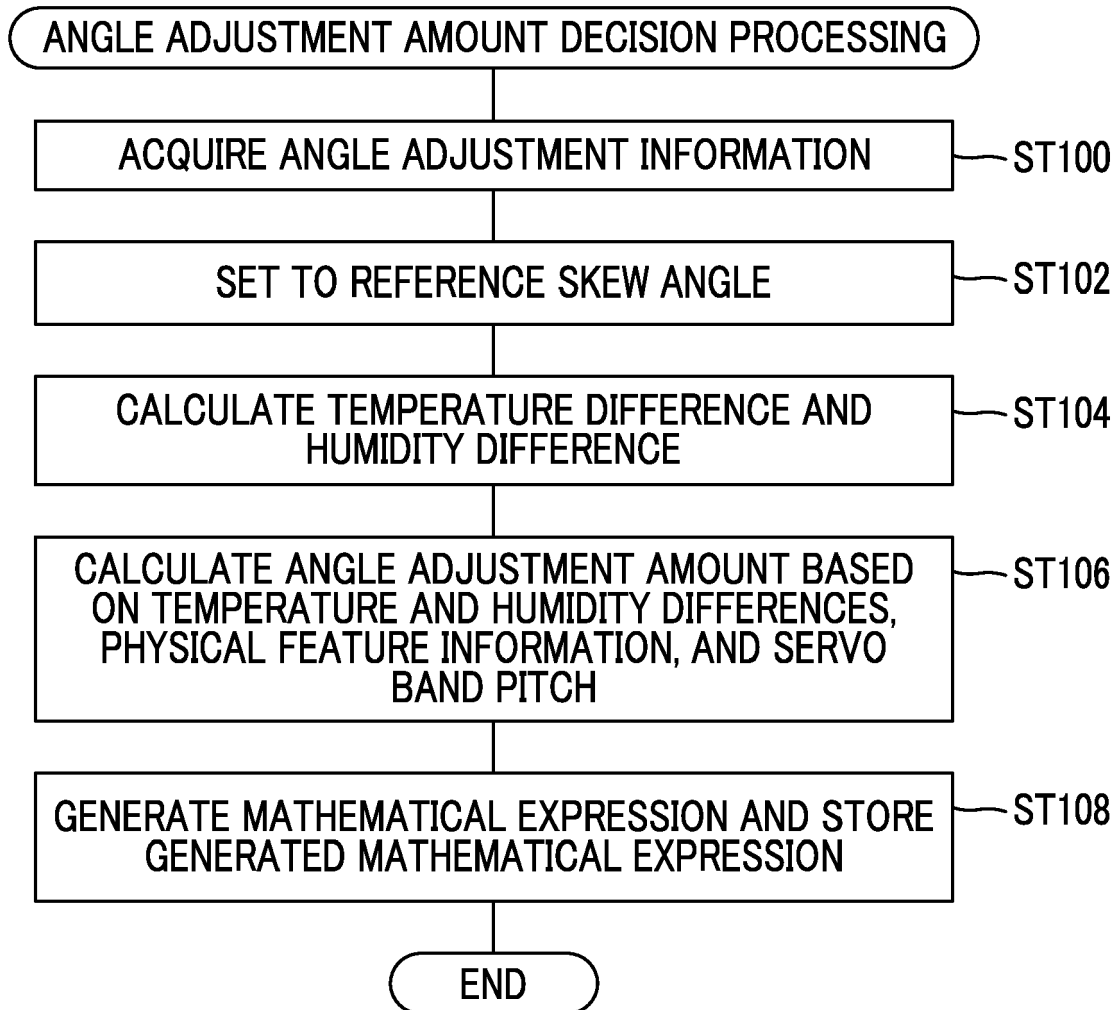 ANGLE ADJUSTMENT AMOUNT DECISION PROCESSING
ACQUIRE ANGLE ADJUSTMENT INFORMATION
ST100
SET TO REFERENCE SKEW ANGLE
ST102
CALCULATE TEMPERATURE DIFFERENCE AND
HUMIDITY DIFFERENCE
ST104
CALCULATE ANGLE ADJUSTMENT AMOUNT BASED
ON TEMPERATURE AND HUMIDITY DIFFERENCES,
PHYSICAL FEATURE INFORMATION, AND SERVO
BAND PITCH
ST106
GENERATE MATHEMATICAL EXPRESSION AND STORE
GENERATED MATHEMATICAL EXPRESSION
ST108
END